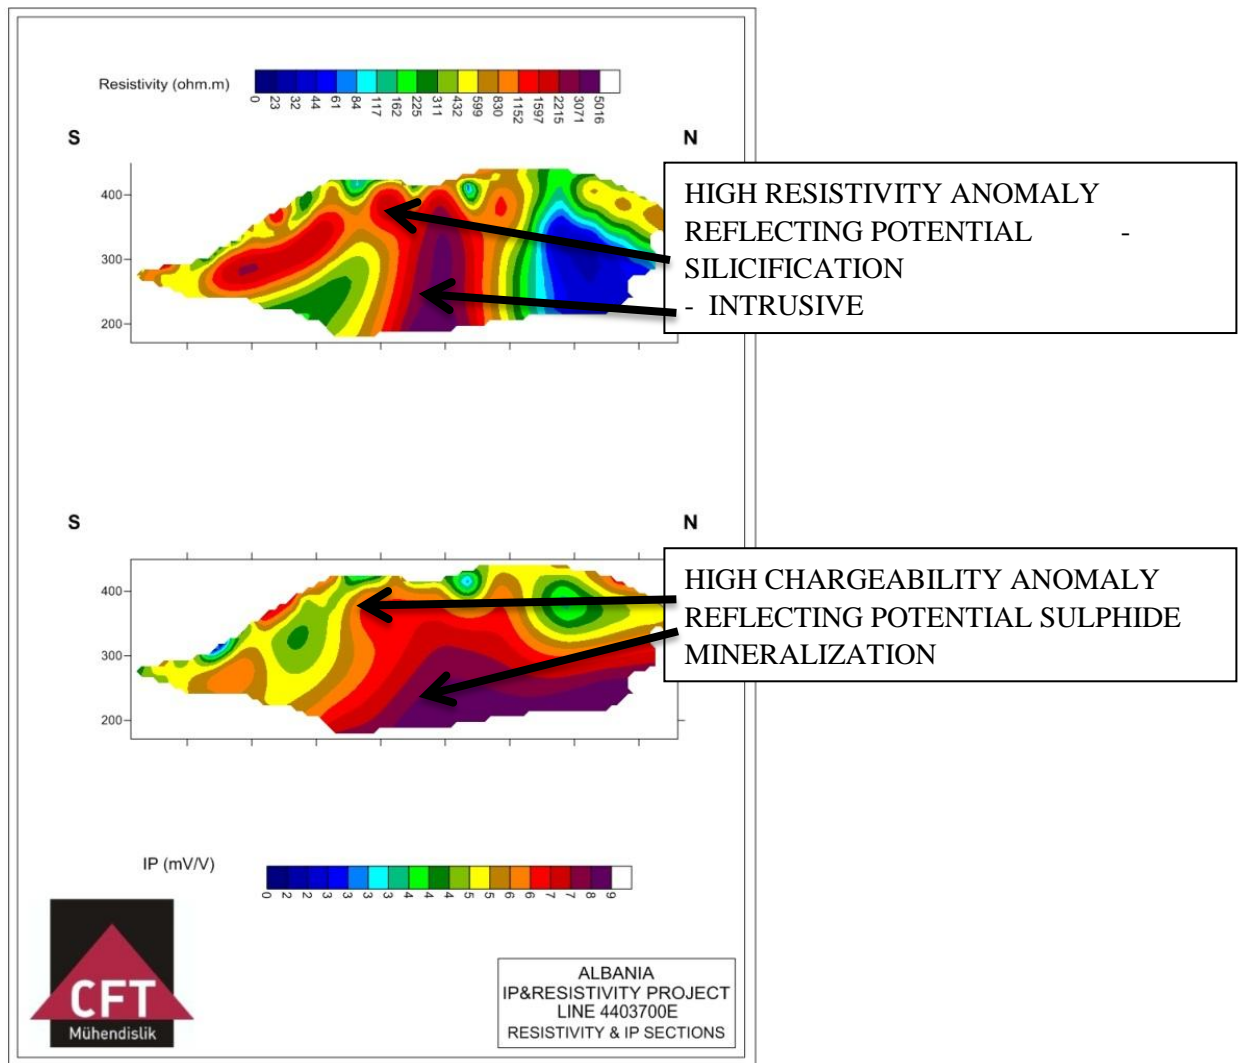 Resistivity (ohm.m)
0 23 32 44 61 84 117 162 225 311 432 599 830 1152 1597 2215 3071 5016
S N
400
300
200
HIGH RESISTIVITY ANOMALY
REFLECTING POTENTIAL -
SILICIFICATION
- INTRUSIVE
S N
400
300
200
HIGH CHARGEABILITY ANOMALY
REFLECTING POTENTIAL SULPHIDE
MINERALIZATION
IP (mV/V)
0 2 2 3 3 3 3 4 4 4 5 5 6 6 7 7 8 9
CFT
Mühendislik
ALBANIA
IP&RESISTIVITY PROJECT
LINE 4403700E
RESISTIVITY & IP SECTIONS